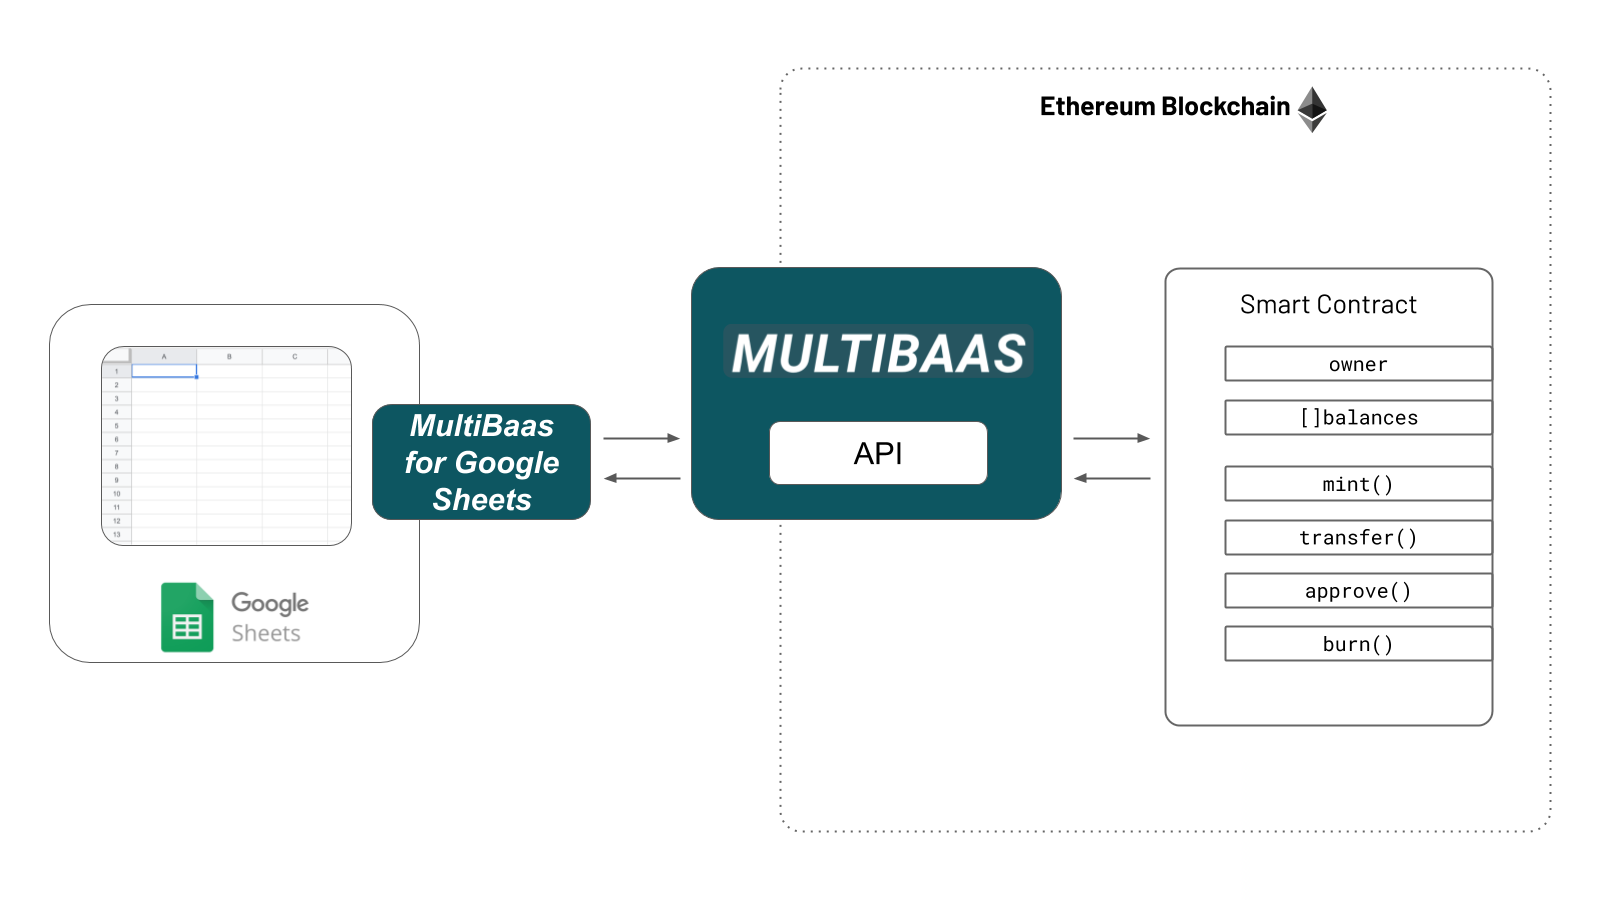 Ethereum Blockchain
A B C
1
2
3
4
5
6
7
8
9
10
11
12
13
Google
Sheets
MultiBaas
for Google
Sheets
MULTIBAAS
API
Smart Contract
owner
[]balances
mint()
transfer()
approve()
burn()